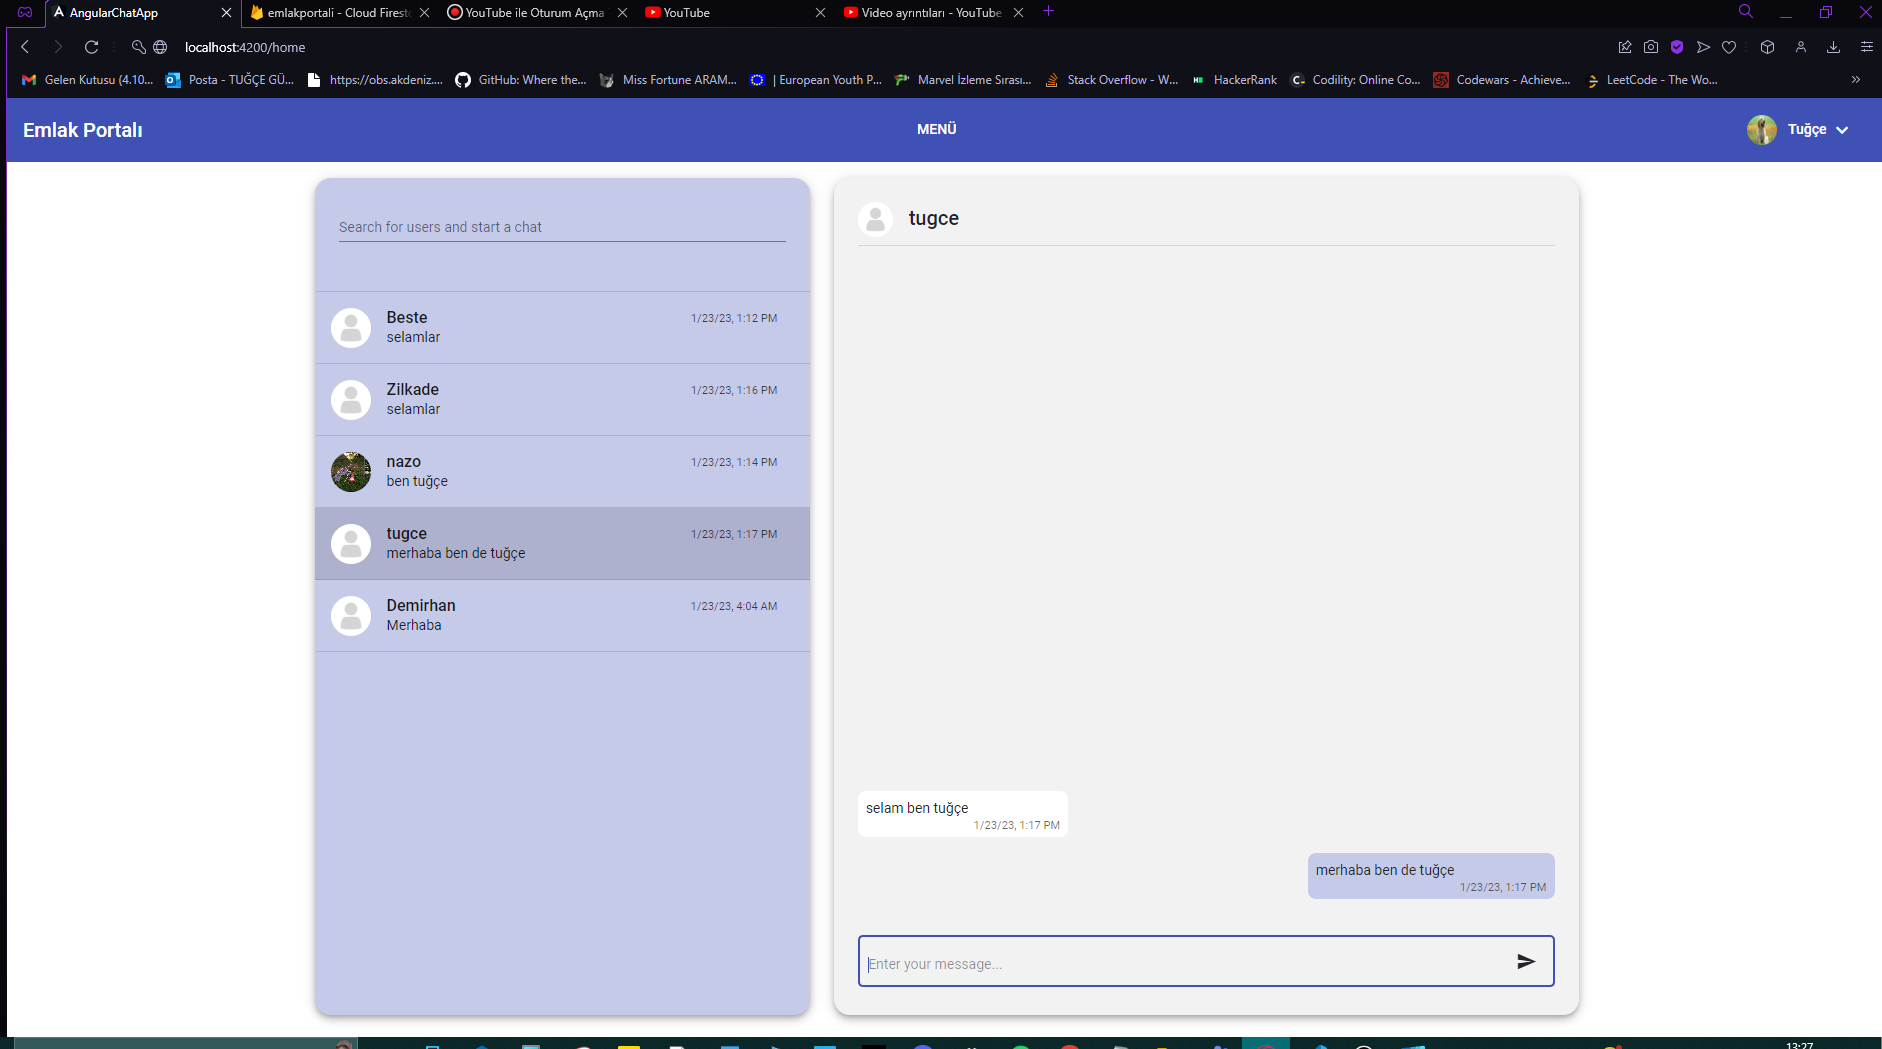 AngularChatApp
emlakportali - Cloud Firest
YouTube ile Oturum Açma
YouTube
Video ayrıntıları - YouTube
localhost:4200/home
Gelen Kutusu (4.10...
Posta - TUĞÇE GÜ...
https://obs.akdeniz....
GitHub: Where the...
Miss Fortune ARAM...
| European Youth P...
Marvel İzleme Sırası...
Stack Overflow - W...
HackerRank
Codility: Online Co...
Codewars - Achieve...
LeetCode - The Wo...
Emlak Portalı
MENÜ
Tuğçe
Search for users and start a chat
Beste
1/23/23, 1:12 PM
selamlar
Zilkade
1/23/23, 1:16 PM
selamlar
nazo
1/23/23, 1:14 PM
ben tuğçe
tugce
1/23/23, 1:17 PM
merhaba ben de tuğçe
Demirhan
1/23/23, 4:04 AM
Merhaba
tugce
selam ben tuğçe
1/23/23, 1:17 PM
merhaba ben de tuğçe
1/23/23, 1:17 PM
Enter your message...
13:27